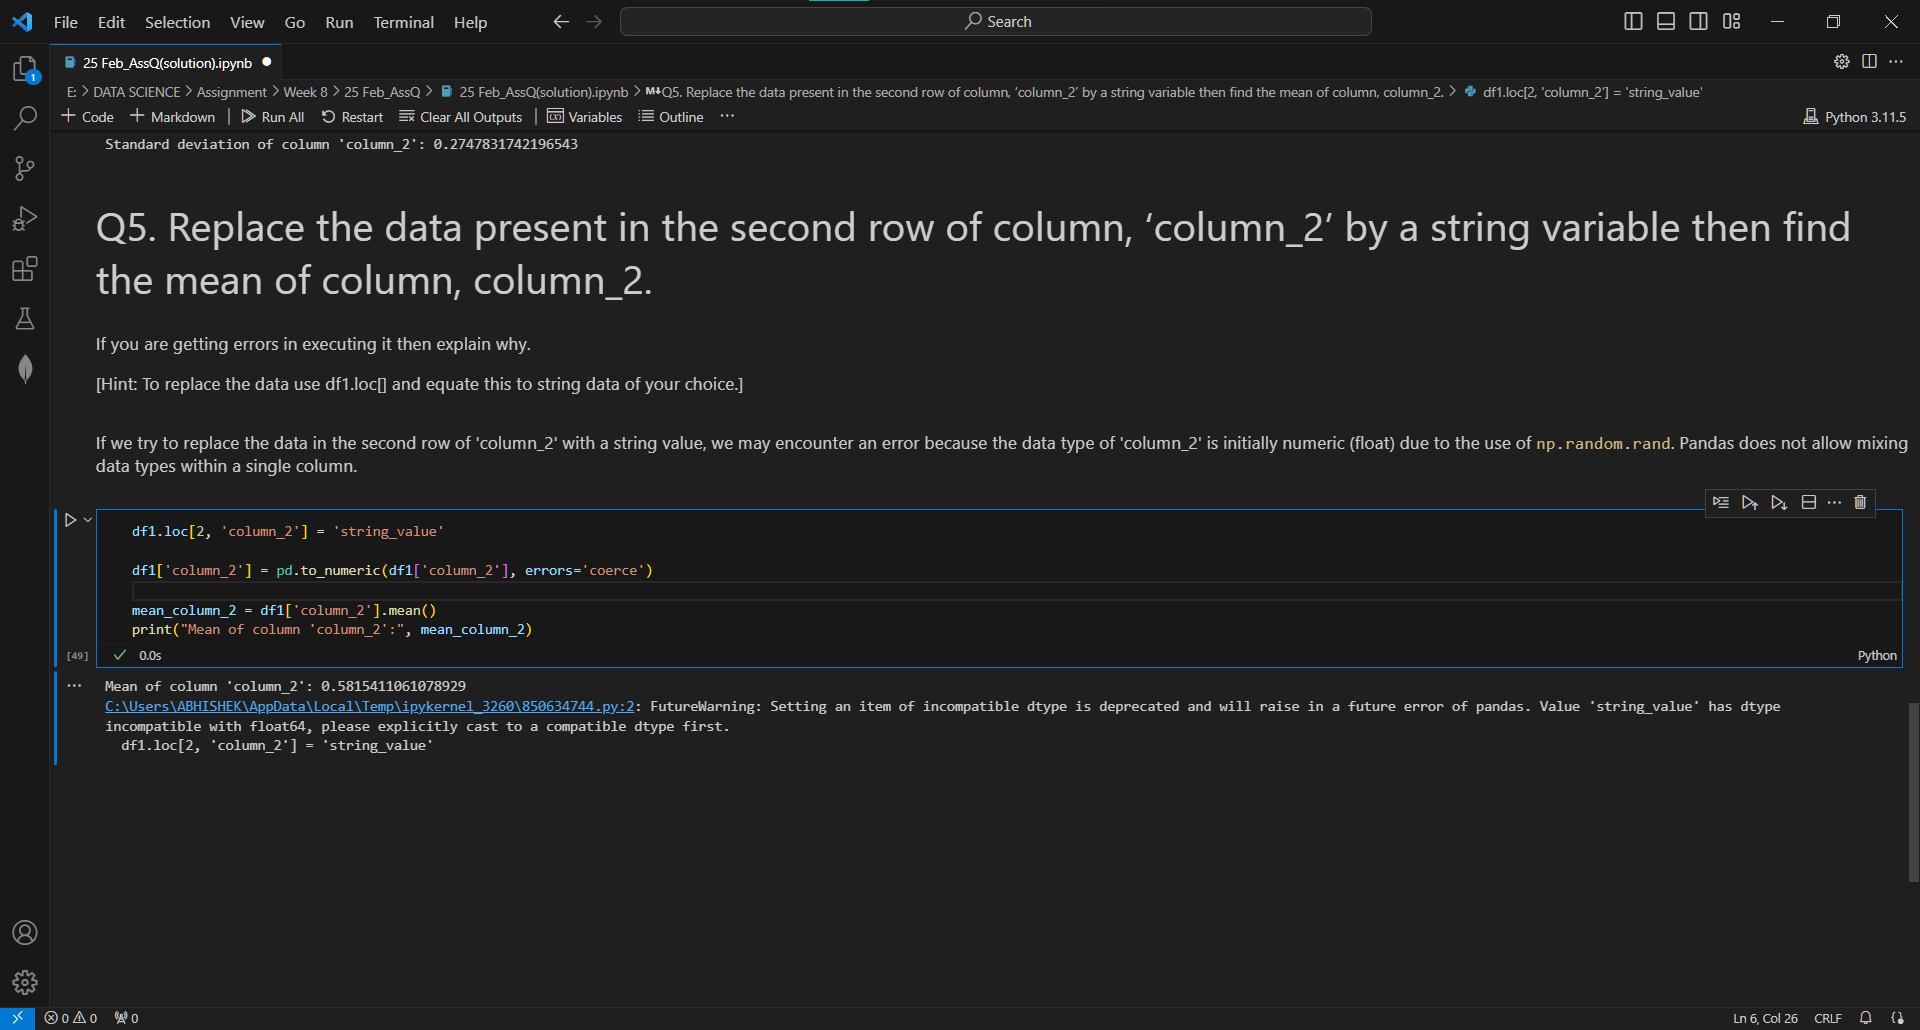 File Edit Selection View Go Run Terminal Help
Search
25 Feb_AssQ(solution).ipynb
1
E: > DATA SCIENCE > Assignment > Week 8 > 25 Feb_AssQ > 25 Feb_AssQ(solution).ipynb > M↓Q5. Replace the data present in the second row of column, ‘column_2’ by a string variable then find the mean of column, column_2. > df1.loc[2, 'column_2'] = 'string_value'
+ Code + Markdown | Run All Restart Clear All Outputs | Variables Outline ...
Python 3.11.5
Standard deviation of column 'column_2': 0.2747831742196543
Q5. Replace the data present in the second row of column, ‘column_2’ by a string variable then find
the mean of column, column_2.
If you are getting errors in executing it then explain why.
[Hint: To replace the data use df1.loc[] and equate this to string data of your choice.]
If we try to replace the data in the second row of 'column_2' with a string value, we may encounter an error because the data type of 'column_2' is initially numeric (float) due to the use of np.random.rand. Pandas does not allow mixing
data types within a single column.
df1.loc[2, 'column_2'] = 'string_value'
df1['column_2'] = pd.to_numeric(df1['column_2'], errors='coerce')
mean_column_2 = df1['column_2'].mean()
print("Mean of column 'column_2':", mean_column_2)
[49] 0.0s
Python
Mean of column 'column_2': 0.5815411061078929
C:\Users\ABHISHEK\AppData\Local\Temp\ipykernel_3260\850634744.py:2: FutureWarning: Setting an item of incompatible dtype is deprecated and will raise in a future error of pandas. Value 'string_value' has dtype
incompatible with float64, please explicitly cast to a compatible dtype first.
df1.loc[2, 'column_2'] = 'string_value'
0 0 0
Ln 6, Col 26 CRLF